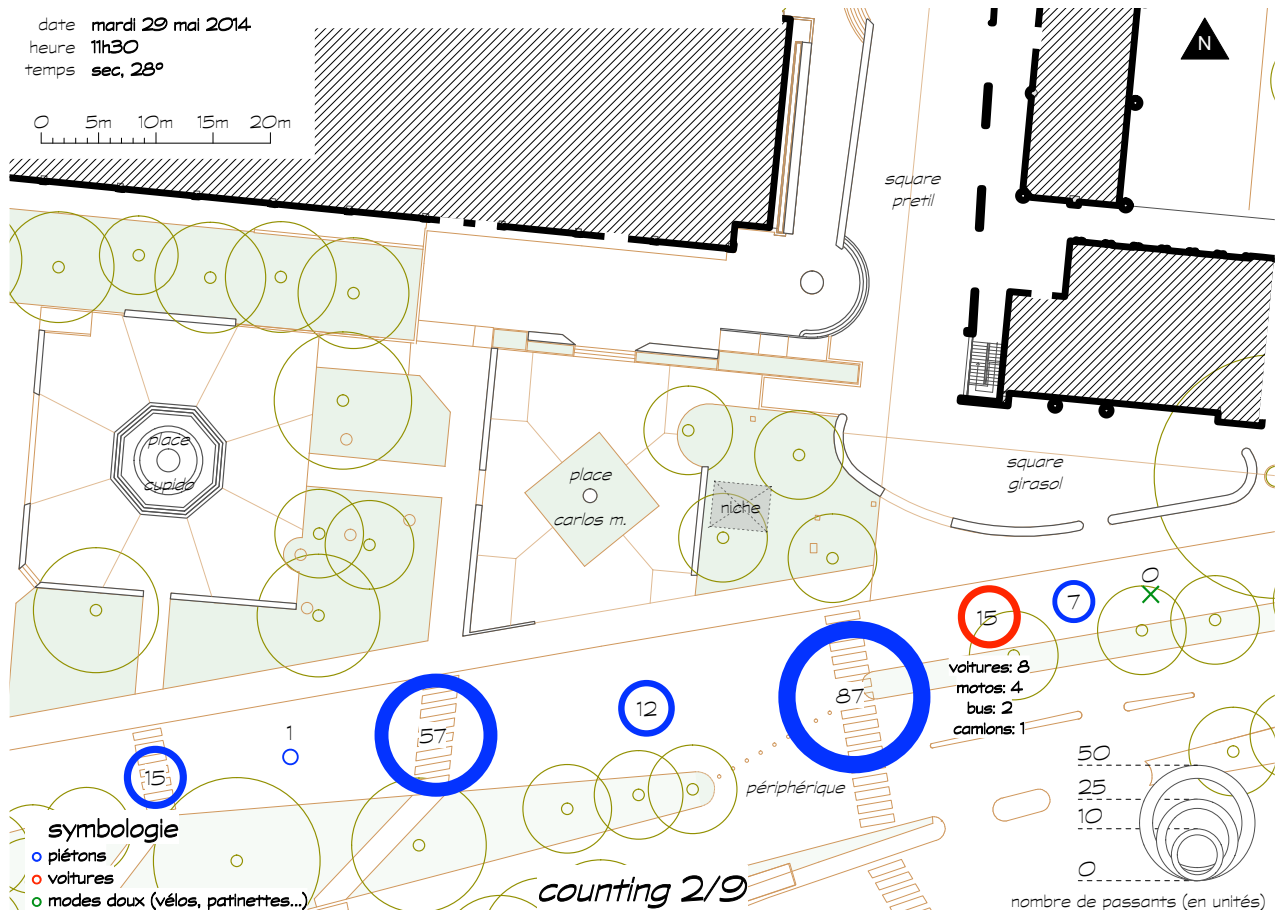 date mardi 29 mai 2014
heure 11h30
temps sec, 28°
N
0 5m 10m 15m 20m
square
pretil
place
cupido
place
carlos m.
niche
square
girasol
0
15
7
voitures: 8
motos: 4
bus: 2
camions: 1
87
12
57
1
15
périphérique
50
25
10
0
symbologie
piétons
voitures
modes doux (vélos, patinettes...)
counting 2/9
nombre de passants (en unités)